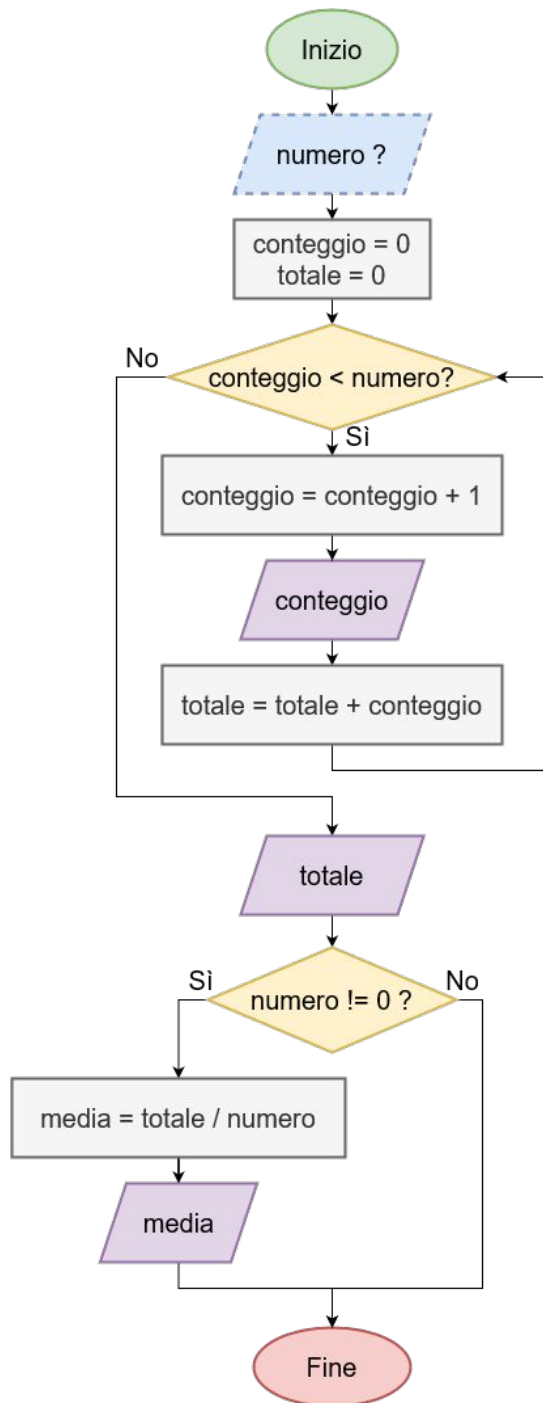 Inizio
numero ?
conteggio = 0
totale = 0
No
conteggio < numero?
Sì
conteggio = conteggio + 1
conteggio
totale = totale + conteggio
totale
Sì
No
numero != 0 ?
media = totale / numero
media
Fine